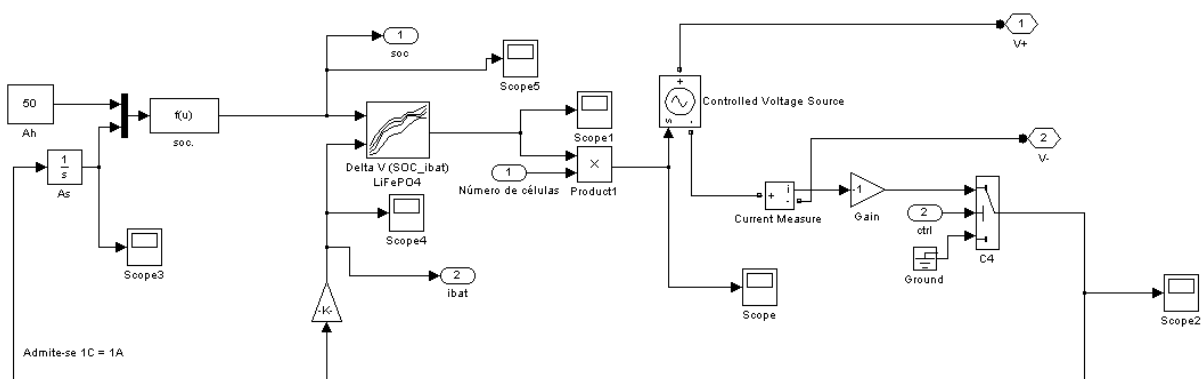 1
V+
1
soc
Scope5
50
Ah
f(u)
soc.
+
s
-
Controlled Voltage Source
Scope1
2
V-
1
s
As
Delta V (SOC_ibat)
LiFePO4
1
Número de células
×
Product1
+
i
-
Current Measure
-1
Gain
2
ctrl
C4
Ground
Scope4
Scope3
2
ibat
-K-
Scope
Scope2
Admite-se 1C = 1A